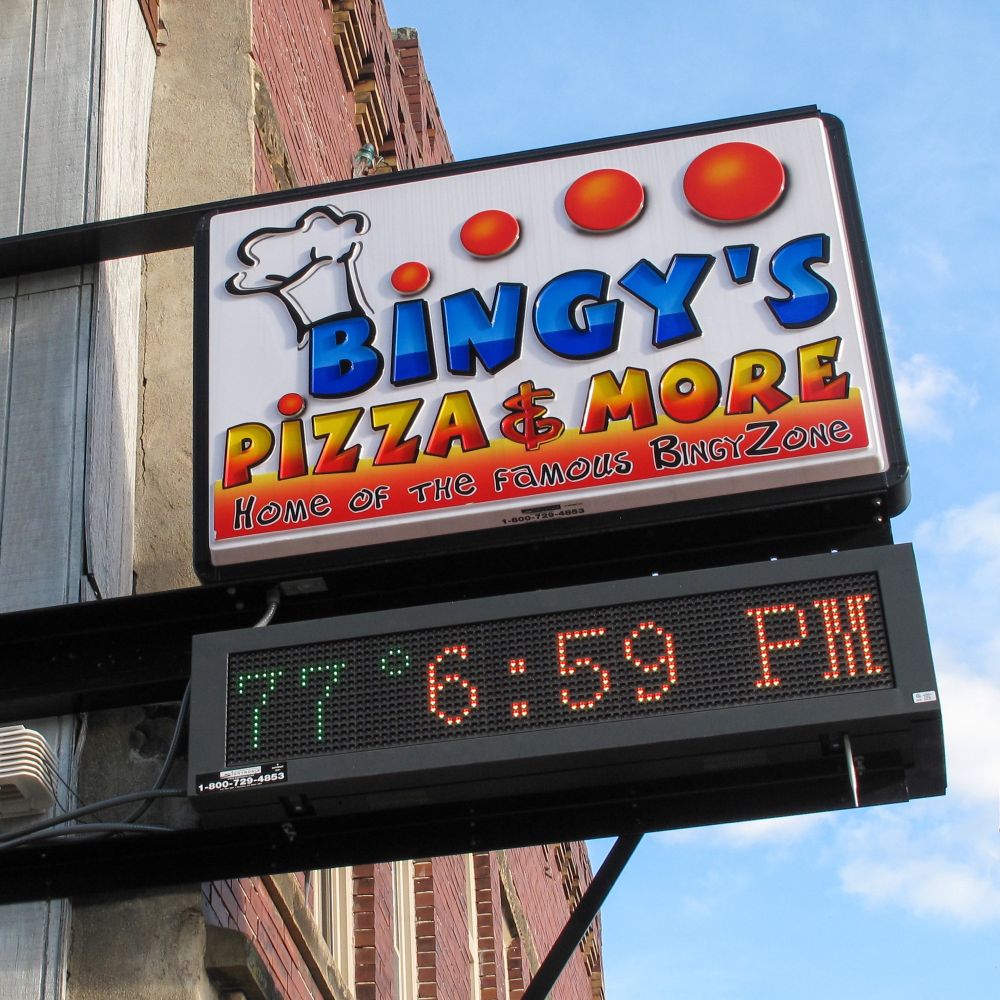 BiNGY'S
PiZZA & MORE
HOME OF THE FAMOUS BINGYZONE
1-800-729-4853
77° 6:59 PM
1-800-729-4853